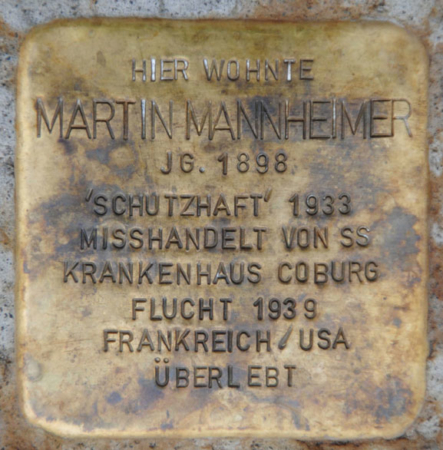 HIER WOHNTE
MARTIN MANNHEIMER
JG. 1898
'SCHUTZHAFT' 1933
MISSHANDELT VON SS
KRANKENHAUS COBURG
FLUCHT 1939
FRANKREICH/USA
ÜBERLEBT